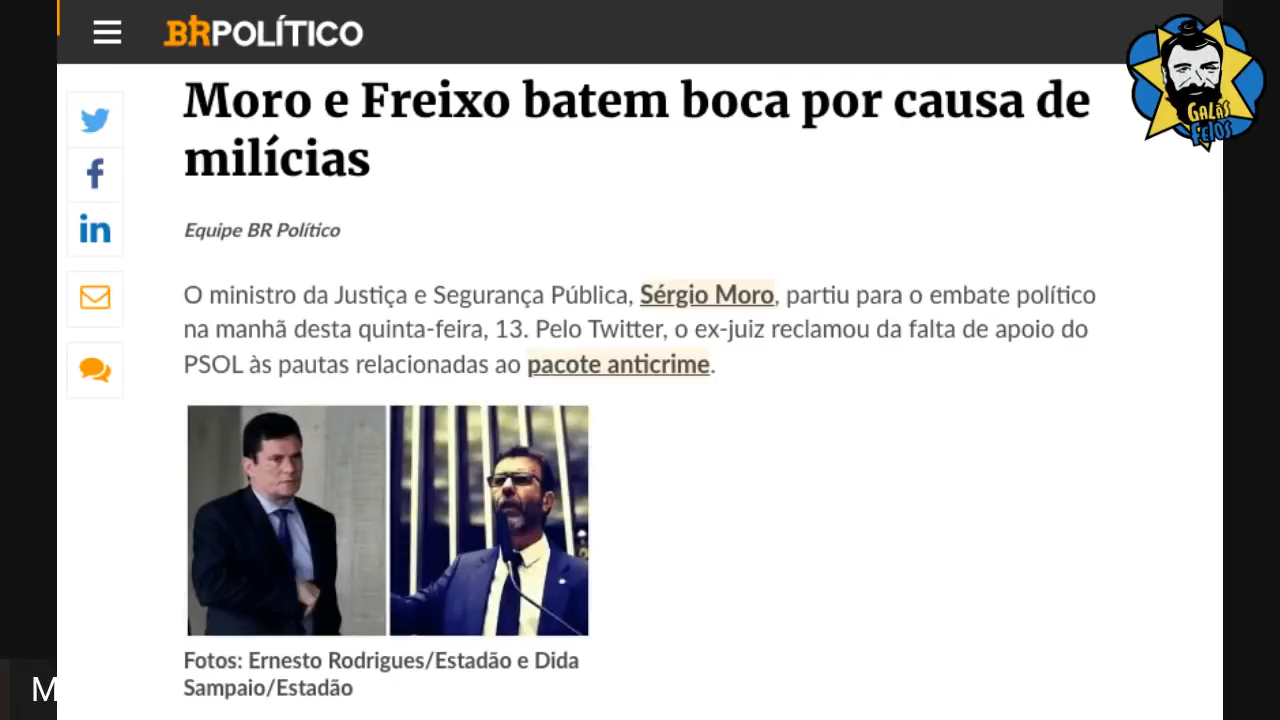 BRPOLÍTICO
GALÃS
FEIOS
Moro e Freixo batem boca por causa de
milícias
Equipe BR Político
O ministro da Justiça e Segurança Pública, Sérgio Moro, partiu para o embate político
na manhã desta quinta-feira, 13. Pelo Twitter, o ex-juiz reclamou da falta de apoio do
PSOL às pautas relacionadas ao pacote anticrime.
Fotos: Ernesto Rodrigues/Estadão e Dida
Sampaio/Estadão
M